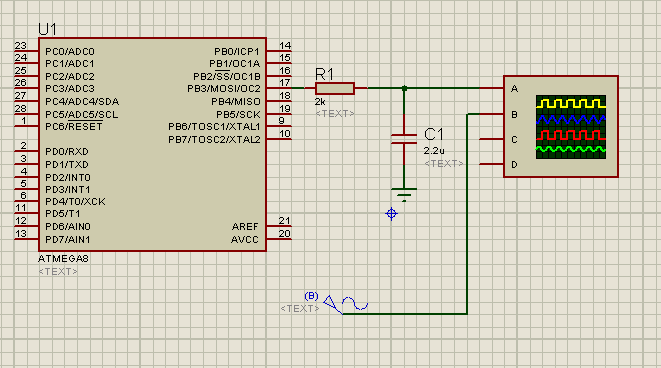 U1
23 PC0/ADC0 PB0/ICP1 14
24 PC1/ADC1 PB1/OC1A 15
25 PC2/ADC2 PB2/SS/OC1B 16
26 PC3/ADC3 PB3/MOSI/OC2 17
27 PC4/ADC4/SDA PB4/MISO 18
28 PC5/ADC5/SCL PB5/SCK 19
1 PC6/RESET PB6/TOSC1/XTAL1 9
PB7/TOSC2/XTAL2 10
2 PD0/RXD
3 PD1/TXD
4 PD2/INT0
5 PD3/INT1
6 PD4/T0/XCK
11 PD5/T1
12 PD6/AIN0 AREF 21
13 PD7/AIN1 AVCC 20
ATMEGA8
<TEXT>
R1
2k
<TEXT>
C1
2.2u
<TEXT>
A
B
C
D
(B)
<TEXT>